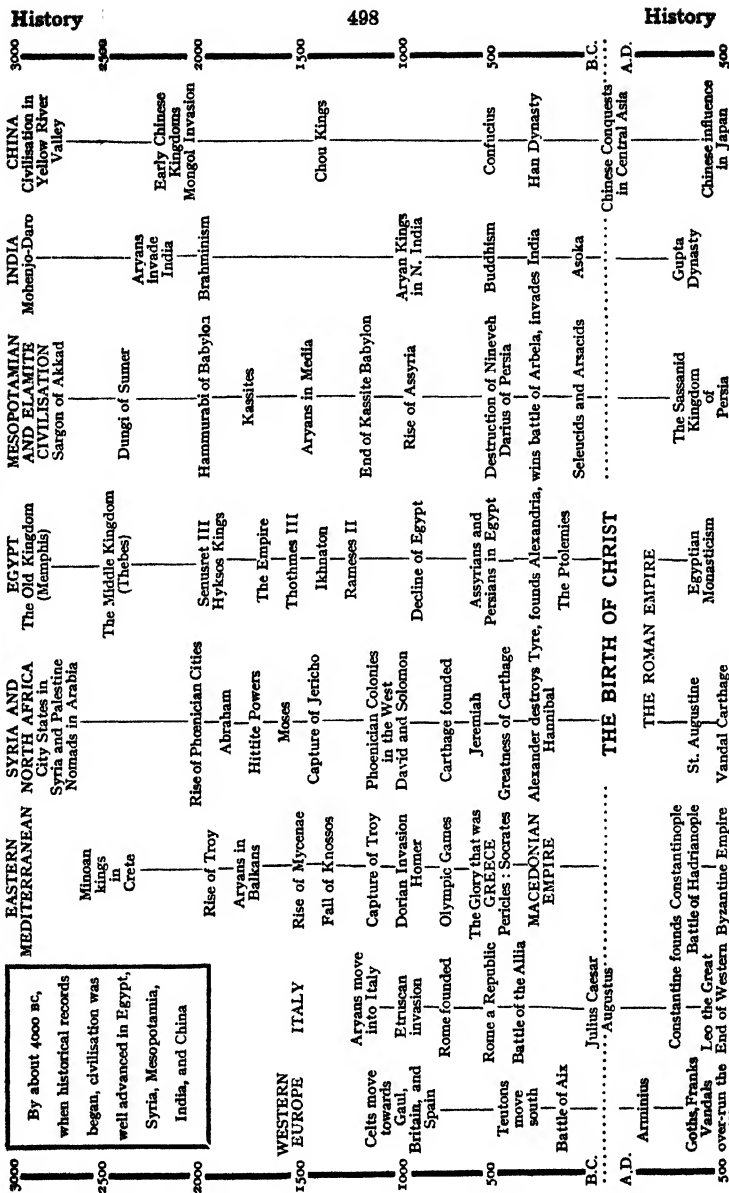 History
498
History
3000
2500
2000
1500
1000
500
B.C.
A.D.
500
CHINA
Civilisation in
Yellow River
Valley
Early Chinese
Kingdoms
Mongol Invasion
Chou Kings
Confucius
Han Dynasty
Chinese Conquests
in Central Asia
Chinese influence
in Japan
INDIA
Mohenjo-Daro
Aryans
invade
India
Brahminism
Aryan Kings
in N. India
Buddhism
Asoka
Gupta
Dynasty
MESOPOTAMIAN
AND ELAMITE
CIVILISATION
Sargon of Akkad
Dungi of Sumer
Hammurabi of Babylon
Kassites
Aryans in Media
End of Kassite Babylon
Rise of Assyria
Destruction of Nineveh
Darius of Persia
Seleucids and Arsacids
The Sassanid
Kingdom
of
Persia
EGYPT
The Old Kingdom
(Memphis)
The Middle Kingdom
(Thebes)
Senusret III
Hyksos Kings
The Empire
Thothmes III
Ikhnaton
Rameses II
Decline of Egypt
Assyrians and
Persians in Egypt
Alexander destroys Tyre, founds Alexandria, wins battle of Arbela, invades India
The Ptolemies
THE BIRTH OF CHRIST
THE ROMAN EMPIRE
Egyptian
Monasticism
SYRIA AND
NORTH AFRICA
City States in
Syria and Palestine
Nomads in Arabia
Rise of Phoenician Cities
Abraham
Hittite Powers
Moses
Capture of Jericho
Phoenician Colonies
in the West
David and Solomon
Carthage founded
Jeremiah
Greatness of Carthage
Hannibal
St. Augustine
Vandal Carthage
EASTERN
MEDITERRANEAN
Minoan
kings
in
Crete
Rise of Troy
Aryans in
Balkans
Rise of Mycenae
Fall of Knossos
Capture of Troy
Dorian Invasion
Homer
Olympic Games
The Glory that was
GREECE
Pericles : Socrates
MACEDONIAN
EMPIRE
Constantine founds Constantinople
Battle of Hadrianople
Byzantine Empire
By about 4000 BC,
when historical records
began, civilisation was
well advanced in Egypt,
Syria, Mesopotamia,
India, and China
ITALY
Aryans move
into Italy
Etruscan
invasion
Rome founded
Rome a Republic
Battle of the Allia
Julius Caesar
Augustus
Leo the Great
WESTERN
EUROPE
Celts move
towards
Gaul,
Britain, and
Spain
Teutons
move
south
Battle of Aix
Arminius
Goths, Franks
Vandals
over-run the End of Western
3000
2500
2000
1500
1000
500
B.C.
A.D.
500